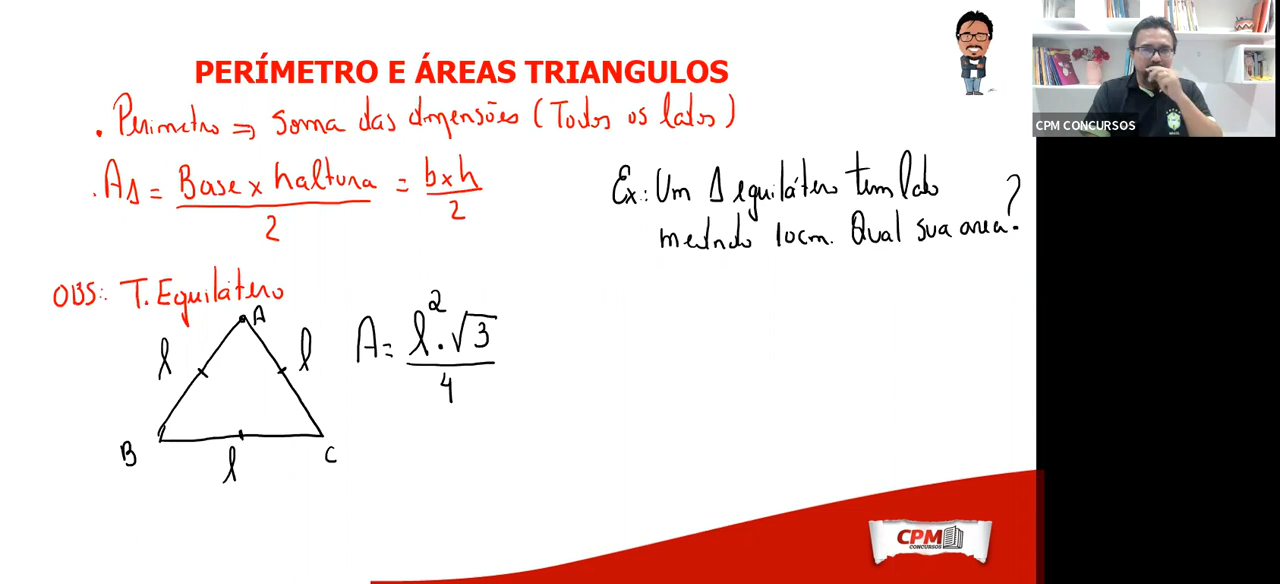 PERÍMETRO E ÁREAS TRIANGULOS
CPM CONCURSOS
. Perímetro => Soma das dimensões (Todos os lados)
. AΔ = Base x haltura / 2 = b x h / 2
Ex.: Um Δ equilátero tem lado
medindo 10cm. Qual sua area?
OBS:. T. Equilátero
A
l
l
A = l² . √3 / 4
B
C
l
CPM
CONCURSOS